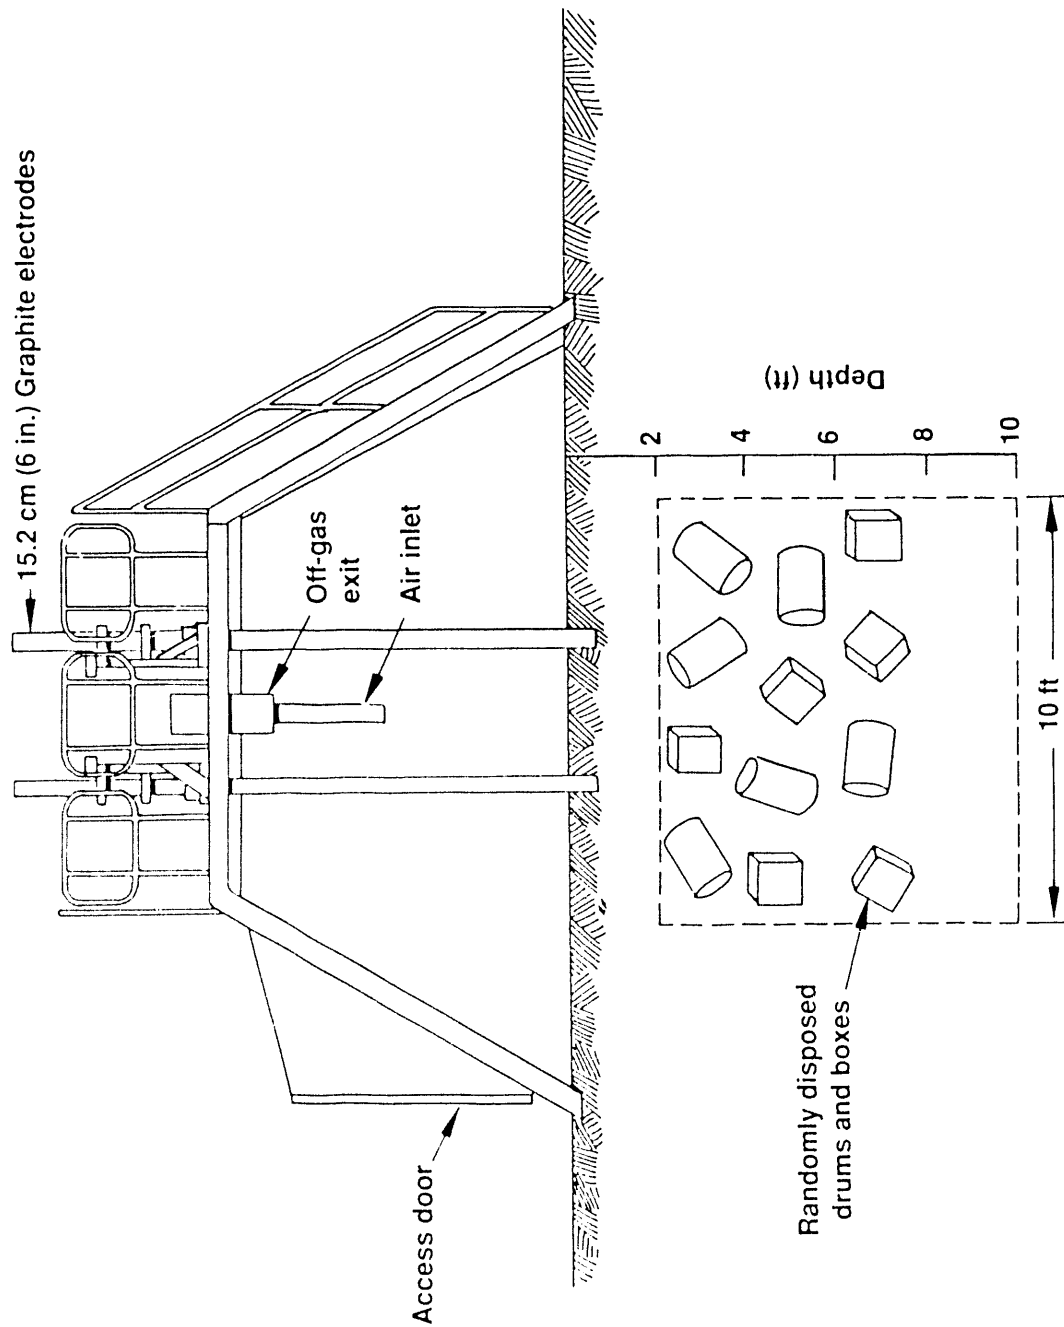 15.2 cm (6 in.) Graphite electrodes
Off-gas
exit
Air inlet
Access door
Depth (ft)
2
4
6
8
10
Randomly disposed
drums and boxes
10 ft